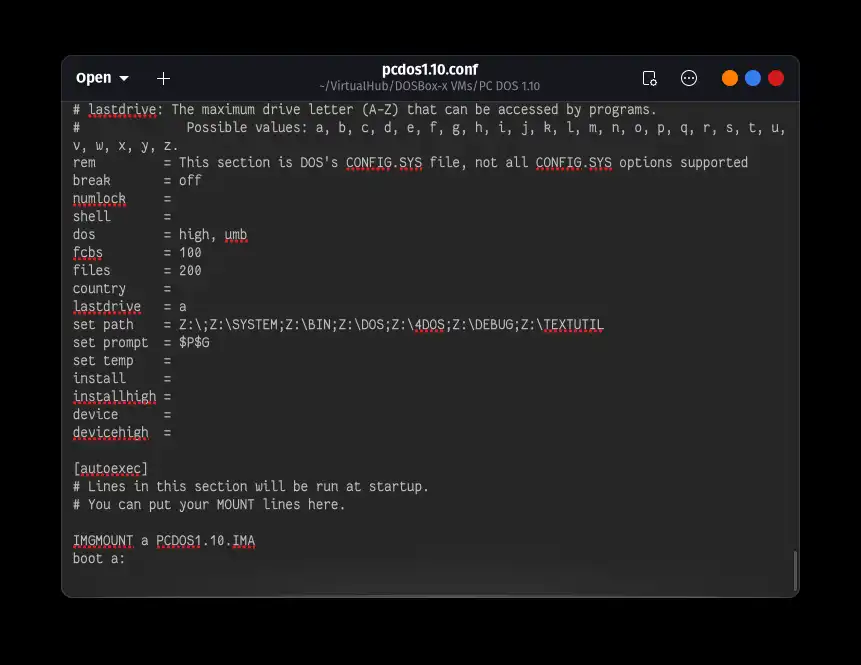 Open
pcdos1.10.conf
~/VirtualHub/DOSBox-x VMs/PC DOS 1.10
# lastdrive: The maximum drive letter (A-Z) that can be accessed by programs.
#             Possible values: a, b, c, d, e, f, g, h, i, j, k, l, m, n, o, p, q, r, s, t, u,
v, w, x, y, z.
rem         = This section is DOS's CONFIG.SYS file, not all CONFIG.SYS options supported
break       = off
numlock     =
shell       =
dos         = high, umb
fcbs        = 100
files       = 200
country     =
lastdrive   = a
set path    = Z:\;Z:\SYSTEM;Z:\BIN;Z:\DOS;Z:\4DOS;Z:\DEBUG;Z:\TEXTUTIL
set prompt  = $P$G
set temp    =
install     =
installhigh =
device      =
devicehigh  =
[autoexec]
# Lines in this section will be run at startup.
# You can put your MOUNT lines here.
IMGMOUNT a PCDOS1.10.IMA
boot a: